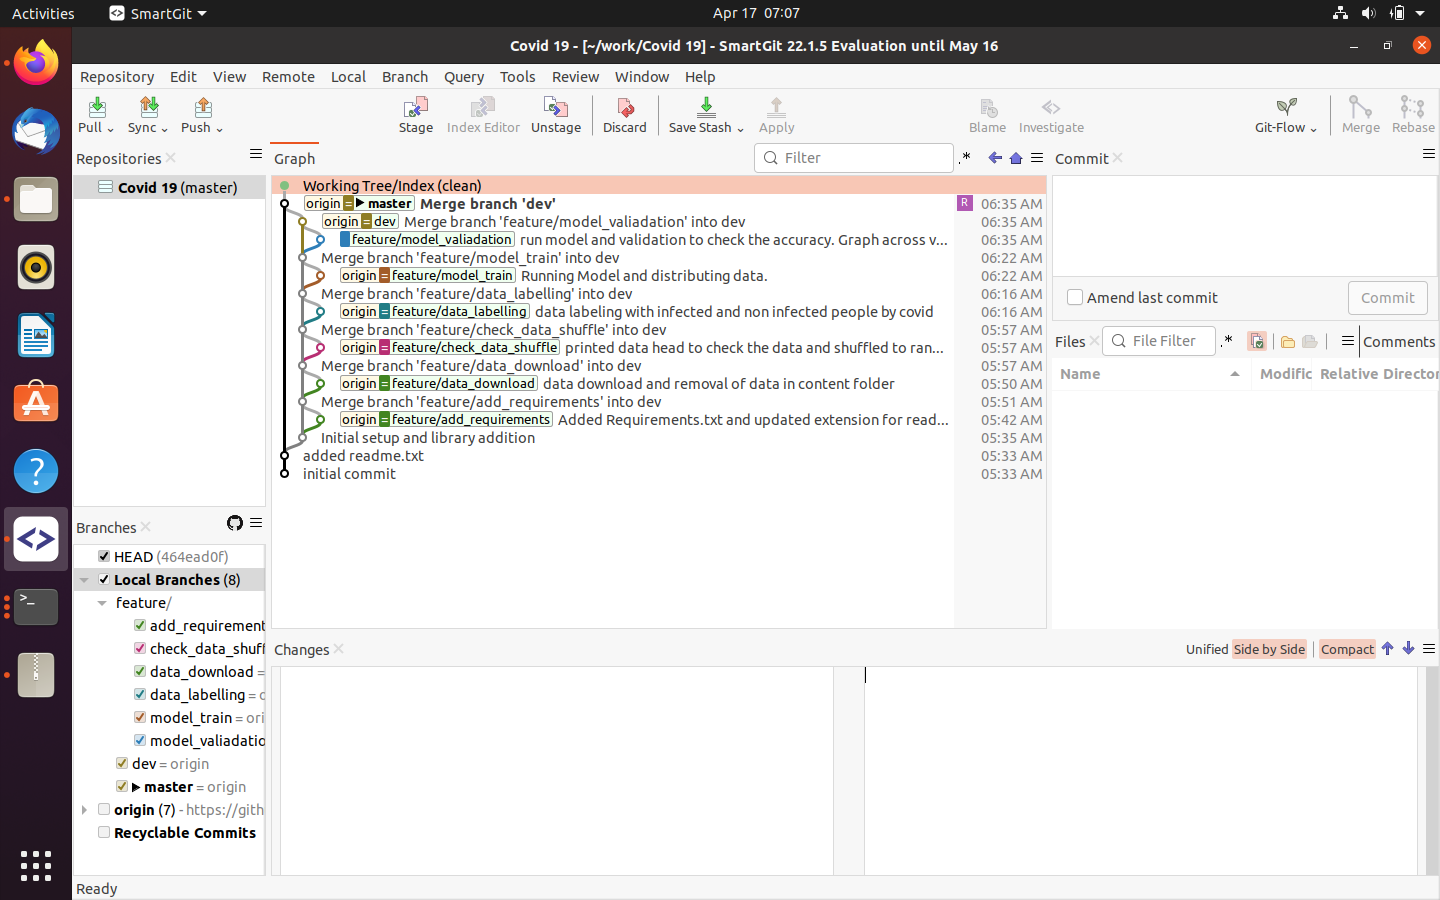 Activities
SmartGit
Apr 17 07:07
Covid 19 - [~/work/Covid 19] - SmartGit 22.1.5 Evaluation until May 16
Repository Edit View Remote Local Branch Query Tools Review Window Help
Pull Sync Push Stage Index Editor Unstage Discard Save Stash Apply Blame Investigate Git-Flow Merge Rebase
Repositories
Covid 19 (master)
Graph
Filter
.*
Working Tree/Index (clean)
origin = master Merge branch 'dev' R 06:35 AM
origin = dev Merge branch 'feature/model_valiadation' into dev 06:35 AM
feature/model_valiadation run model and validation to check the accuracy. Graph across v... 06:35 AM
Merge branch 'feature/model_train' into dev 06:22 AM
origin = feature/model_train Running Model and distributing data. 06:22 AM
Merge branch 'feature/data_labelling' into dev 06:16 AM
origin = feature/data_labelling data labeling with infected and non infected people by covid 06:16 AM
Merge branch 'feature/check_data_shuffle' into dev 05:57 AM
origin = feature/check_data_shuffle printed data head to check the data and shuffled to ran... 05:57 AM
Merge branch 'feature/data_download' into dev 05:57 AM
origin = feature/data_download data download and removal of data in content folder 05:50 AM
Merge branch 'feature/add_requirements' into dev 05:51 AM
origin = feature/add_requirements Added Requirements.txt and updated extension for read... 05:42 AM
Initial setup and library addition 05:35 AM
added readme.txt 05:33 AM
initial commit 05:33 AM
Commit
Amend last commit
Commit
Files
File Filter
.*
Comments
Name Modific Relative Director
Branches
HEAD (464ead0f)
Local Branches (8)
feature/
add_requirement
check_data_shuff
data_download =
data_labelling = o
model_train = ori
model_valiadatio
dev = origin
master = origin
origin (7) - https://gith
Recyclable Commits
Changes
Unified Side by Side Compact
Ready